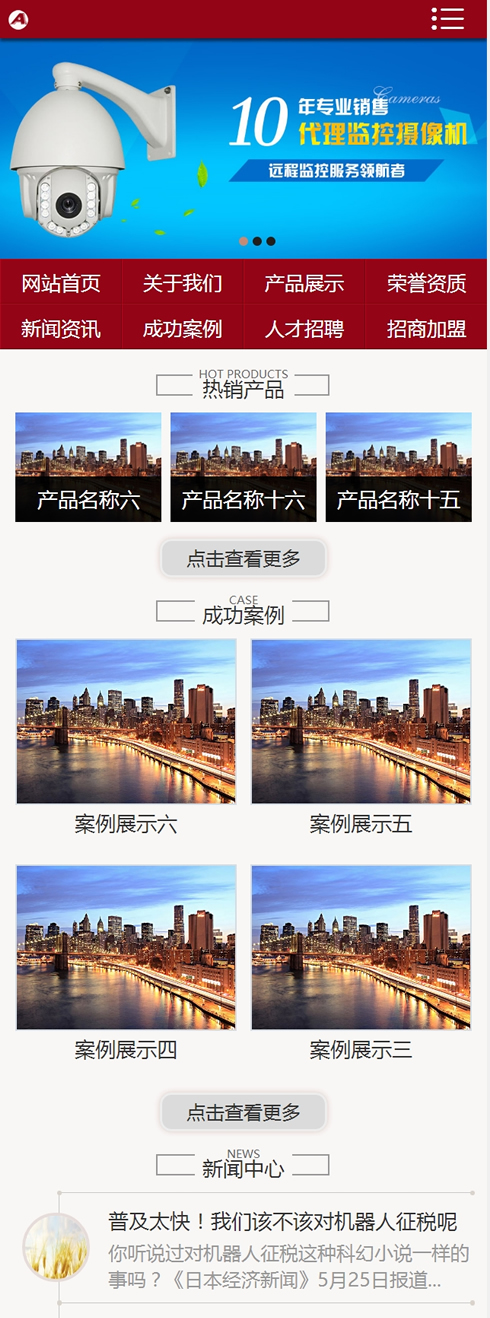 A
Cameras
10 年专业销售
代理监控摄像机
远程监控服务领航者
网站首页 关于我们 产品展示 荣誉资质
新闻资讯 成功案例 人才招聘 招商加盟
HOT PRODUCTS
热销产品
产品名称六 产品名称十六 产品名称十五
点击查看更多
CASE
成功案例
案例展示六 案例展示五
案例展示四 案例展示三
点击查看更多
NEWS
新闻中心
普及太快！我们该不该对机器人征税呢
你听说过对机器人征税这种科幻小说一样的
事吗？《日本经济新闻》5月25日报道...